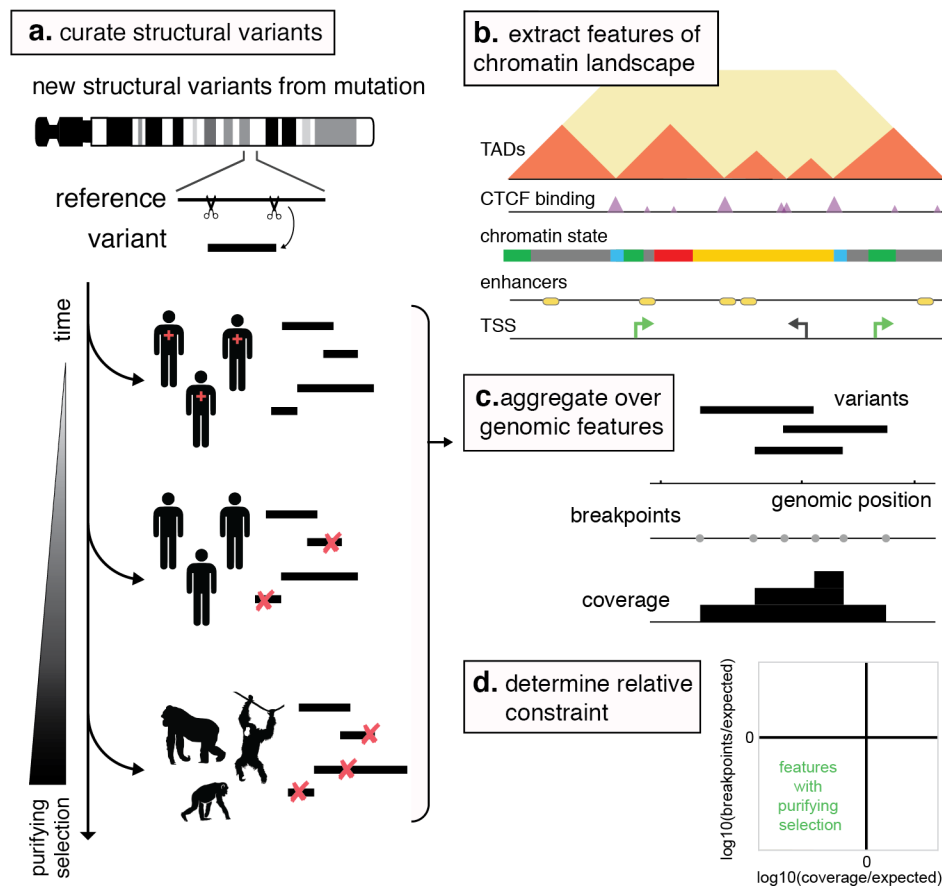 a. curate structural variants
new structural variants from mutation
reference
variant
time
purifying
selection
b. extract features of
chromatin landscape
TADs
CTCF binding
chromatin state
enhancers
TSS
c. aggregate over
genomic features
variants
genomic position
breakpoints
coverage
d. determine relative
constraint
log10(breakpoints/expected)
0
features
with
purifying
selection
0
log10(coverage/expected)